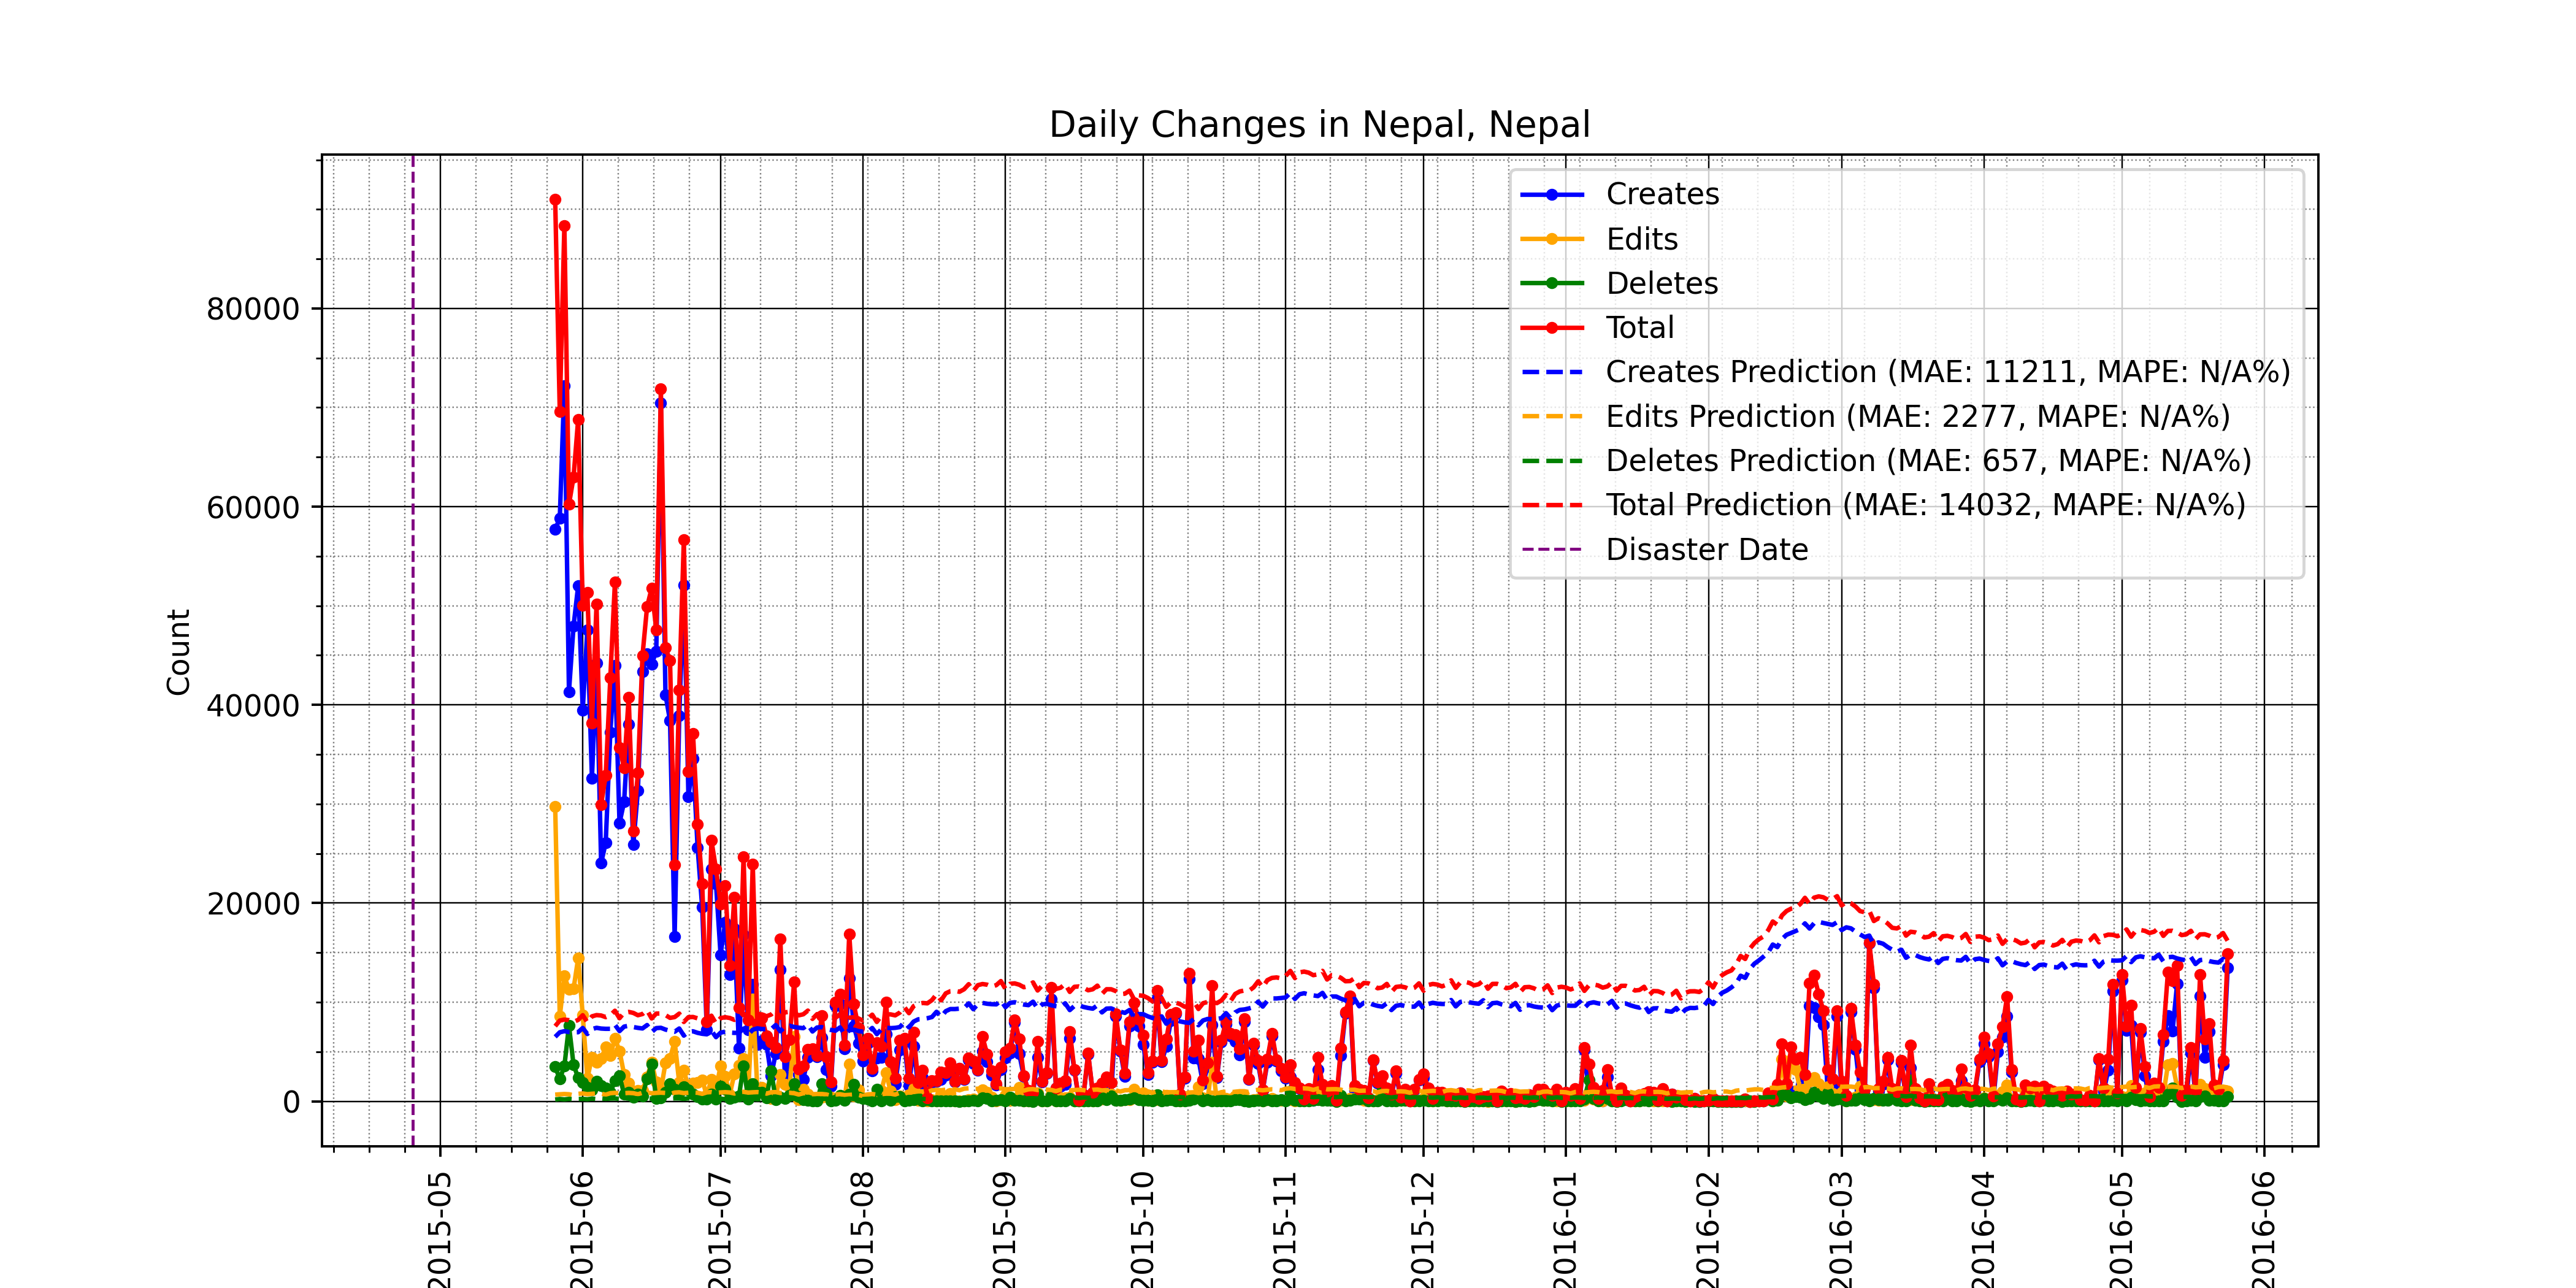 Daily Changes in Nepal, Nepal
Creates
Edits
Deletes
Total
Creates Prediction (MAE: 11211, MAPE: N/A%)
Edits Prediction (MAE: 2277, MAPE: N/A%)
Deletes Prediction (MAE: 657, MAPE: N/A%)
Total Prediction (MAE: 14032, MAPE: N/A%)
Disaster Date
Count
80000
60000
40000
20000
0
2015-05
2015-06
2015-07
2015-08
2015-09
2015-10
2015-11
2015-12
2016-01
2016-02
2016-03
2016-04
2016-05
2016-06